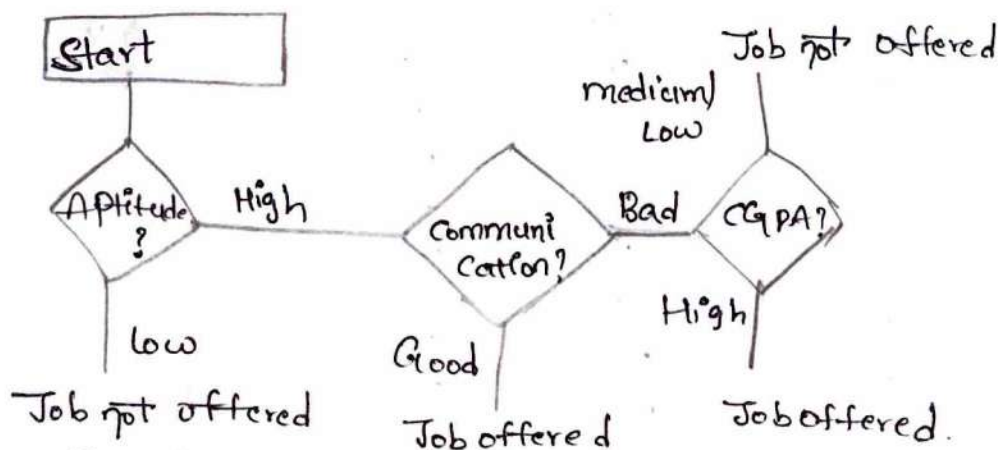 Start
Job not offered
medicim/
Low
Aptitude
?
High
Communi
cation?
Bad
CGPA?
Low
Good
High
Job not offered
Job offered
Job offered.